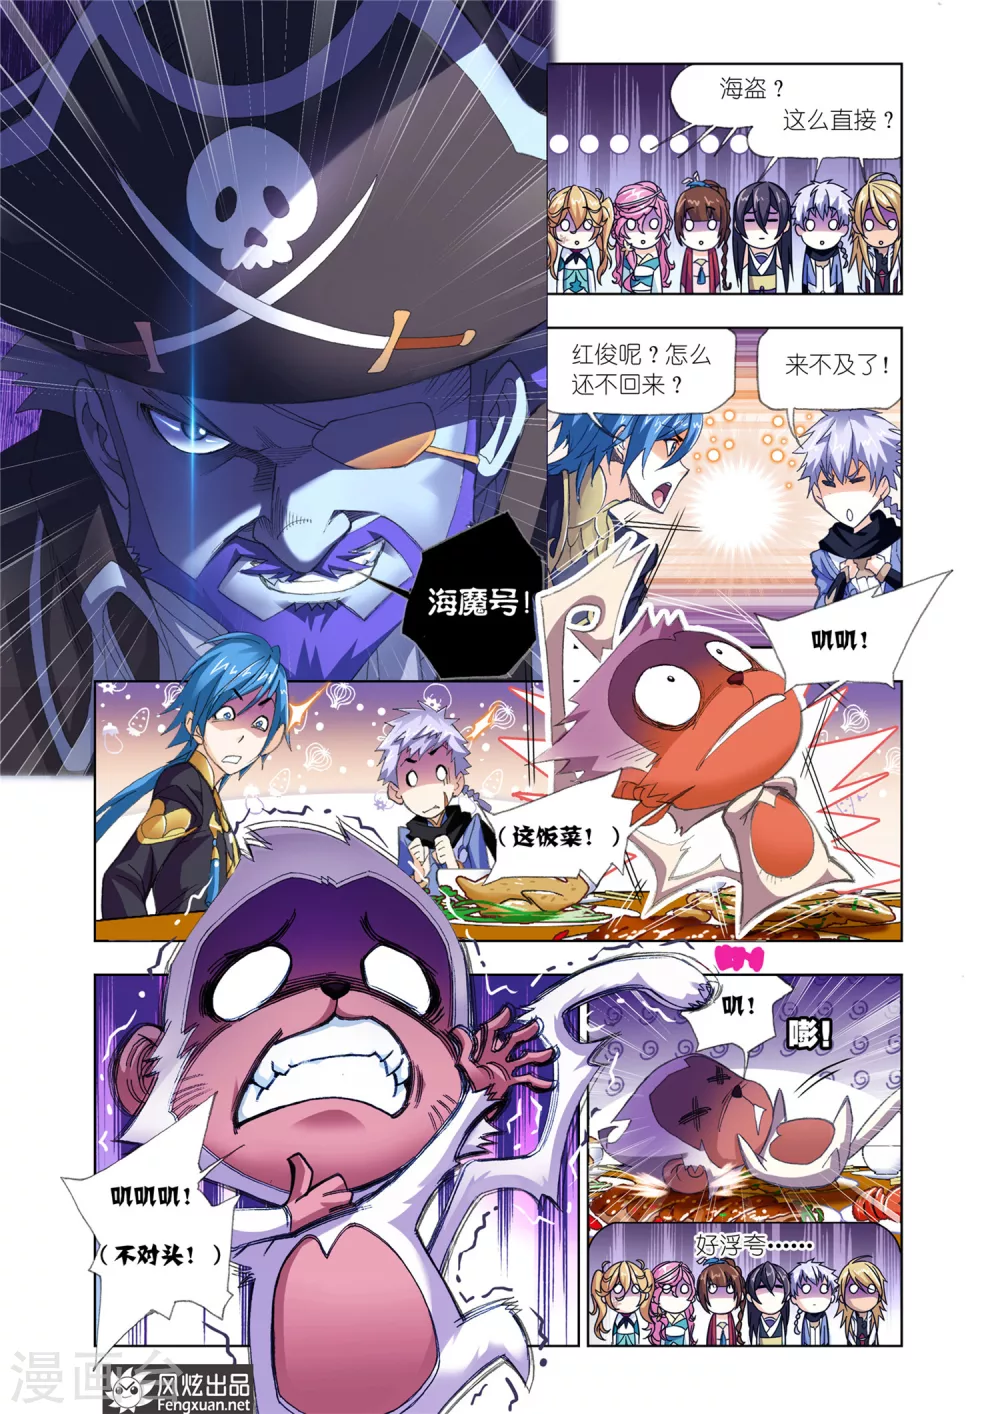 海魔号！
海盗？
这么直接？
红俊呢？怎么
还不回来？
来不及了！
叽叽！
（这饭菜！）
叽叽叽！
（不对头！）
叽！
嘭！
好浮夸……
漫画台
风炫出品
Fengxuan.net